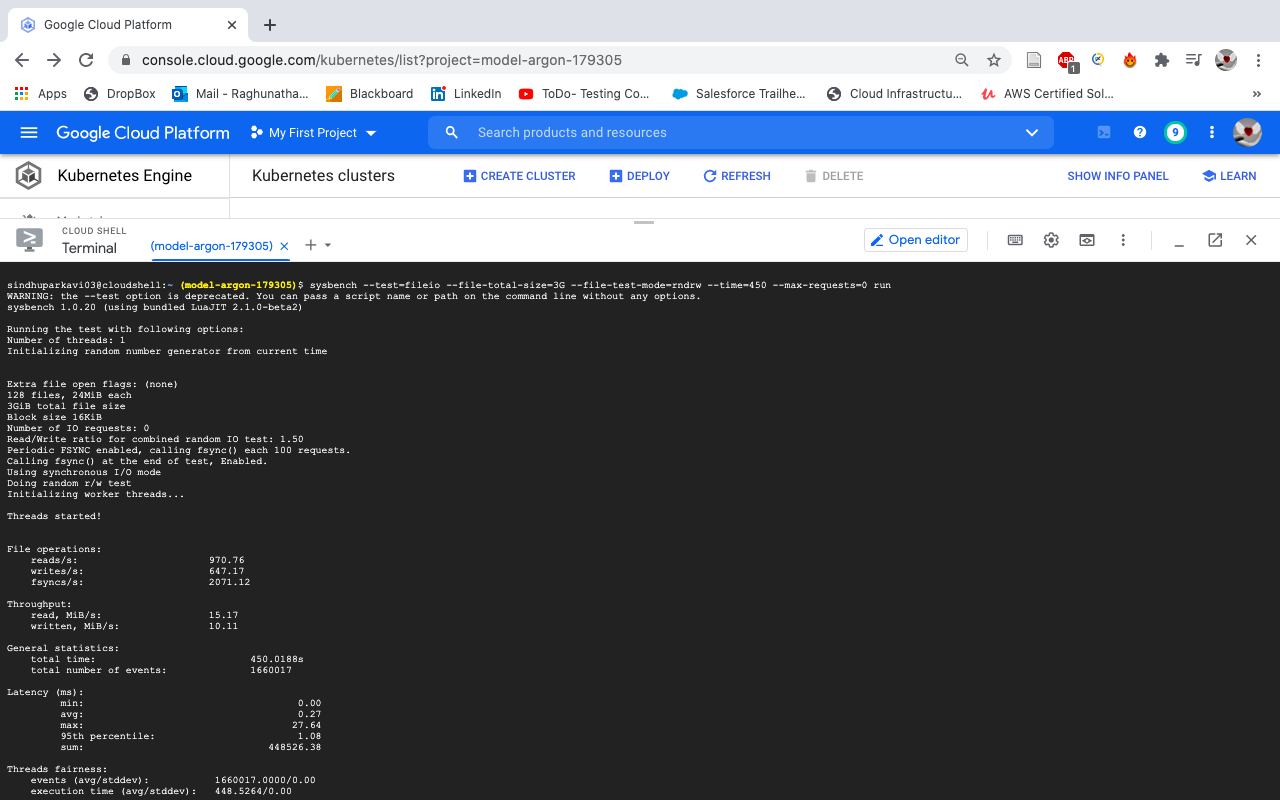 Google Cloud Platform
console.cloud.google.com/kubernetes/list?project=model-argon-179305
ABP
1
Apps
DropBox
Mail - Raghunatha...
Blackboard
LinkedIn
ToDo- Testing Co...
Salesforce Trailhe...
Cloud Infrastructu...
AWS Certified Sol...
»
Google Cloud Platform
My First Project
Search products and resources
9
Kubernetes Engine
Kubernetes clusters
CREATE CLUSTER
DEPLOY
REFRESH
DELETE
SHOW INFO PANEL
LEARN
CLOUD SHELL
Terminal
(model-argon-179305)
Open editor
sindhuparkavi03@cloudshell:~ (model-argon-179305)$ sysbench --test=fileio --file-total-size=3G --file-test-mode=rndrw --time=450 --max-requests=0 run
WARNING: the --test option is deprecated. You can pass a script name or path on the command line without any options.
sysbench 1.0.20 (using bundled LuaJIT 2.1.0-beta2)
Running the test with following options:
Number of threads: 1
Initializing random number generator from current time
Extra file open flags: (none)
128 files, 24MiB each
3GiB total file size
Block size 16KiB
Number of IO requests: 0
Read/Write ratio for combined random IO test: 1.50
Periodic FSYNC enabled, calling fsync() each 100 requests.
Calling fsync() at the end of test, Enabled.
Using synchronous I/O mode
Doing random r/w test
Initializing worker threads...
Threads started!
File operations:
reads/s: 970.76
writes/s: 647.17
fsyncs/s: 2071.12
Throughput:
read, MiB/s: 15.17
written, MiB/s: 10.11
General statistics:
total time: 450.0188s
total number of events: 1660017
Latency (ms):
min: 0.00
avg: 0.27
max: 27.64
95th percentile: 1.08
sum: 448526.38
Threads fairness:
events (avg/stddev): 1660017.0000/0.00
execution time (avg/stddev): 448.5264/0.00